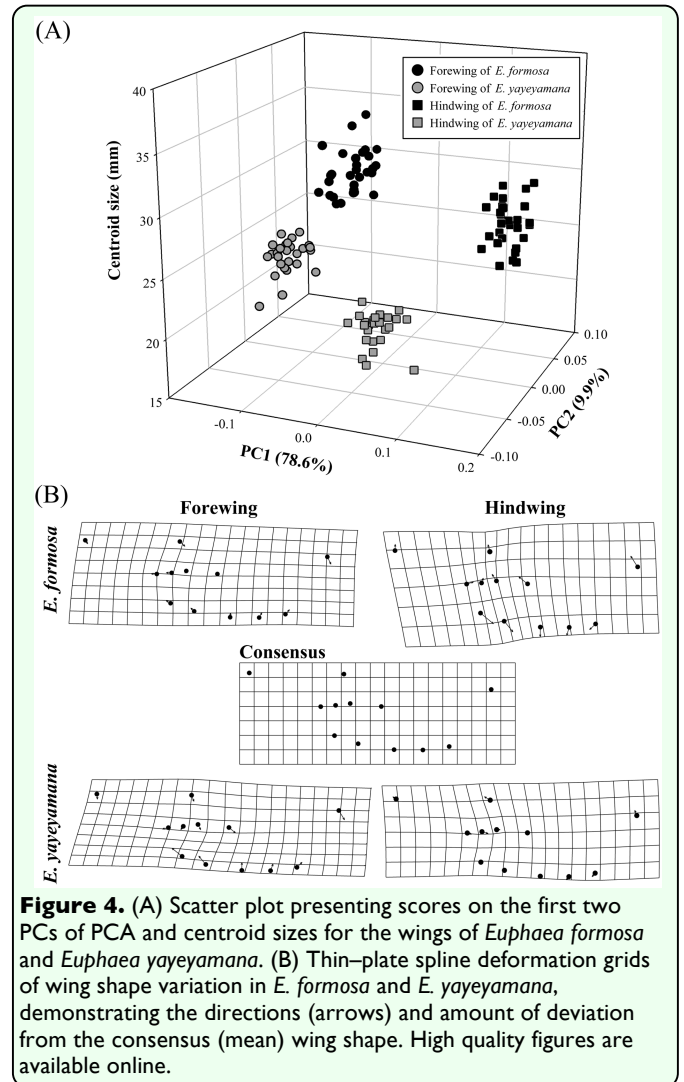 (A)
Forewing of E. formosa
Forewing of E. yayeyamana
Hindwing of E. formosa
Hindwing of E. yayeyamana
Centroid size (mm)
40
35
30
25
20
15
-0.1
0.0
0.1
0.2
PC1 (78.6%)
0.10
0.05
0.00
-0.05
-0.10
PC2 (9.9%)
(B)
Forewing
Hindwing
E. formosa
Consensus
E. yayeyamana
Figure 4. (A) Scatter plot presenting scores on the first two
PCs of PCA and centroid sizes for the wings of Euphaea formosa
and Euphaea yayeyamana. (B) Thin–plate spline deformation grids
of wing shape variation in E. formosa and E. yayeyamana,
demonstrating the directions (arrows) and amount of deviation
from the consensus (mean) wing shape. High quality figures are
available online.